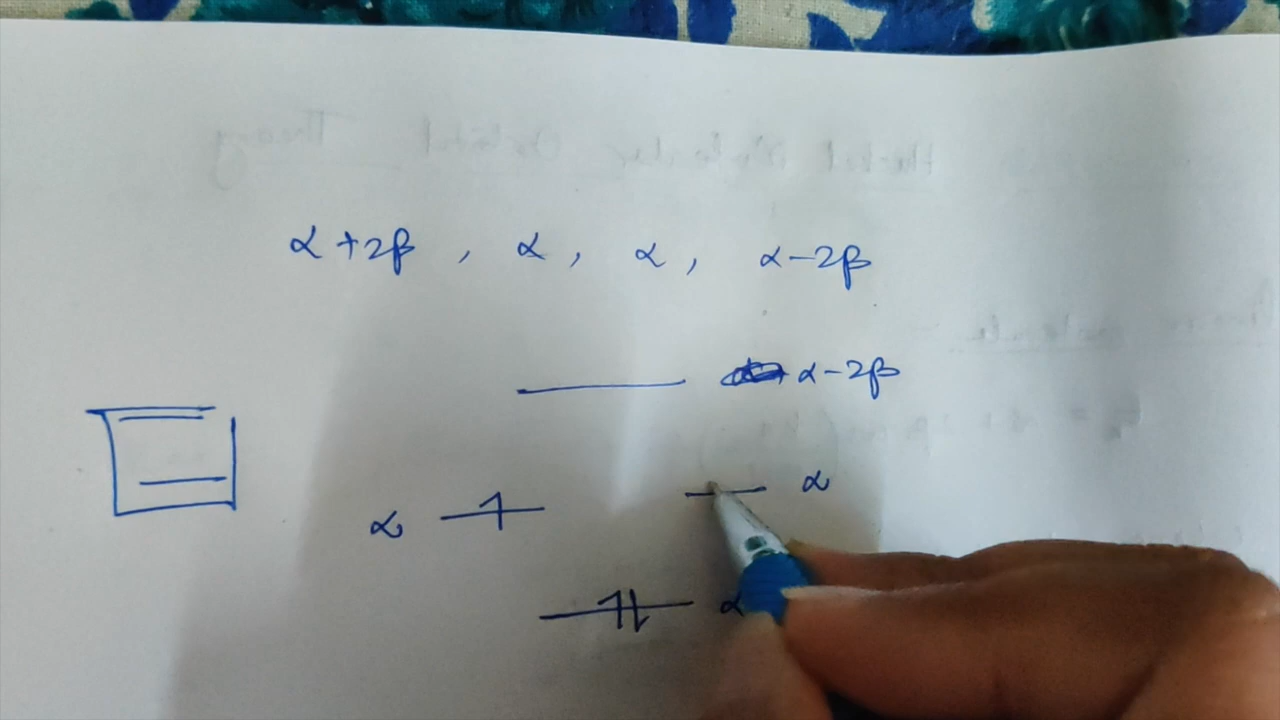 α + 2β , α , α , α - 2β
α - 2β
α
α
α